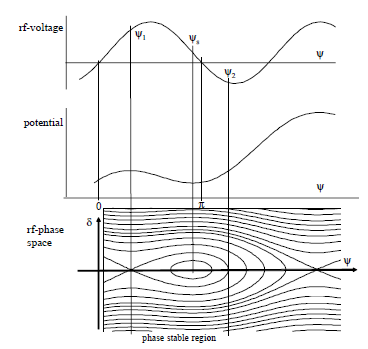 rf-voltage
ψ1
ψs
ψ
ψ2
potential
ψ
0
π
rf-phase
space
δ
ψ
phase stable region